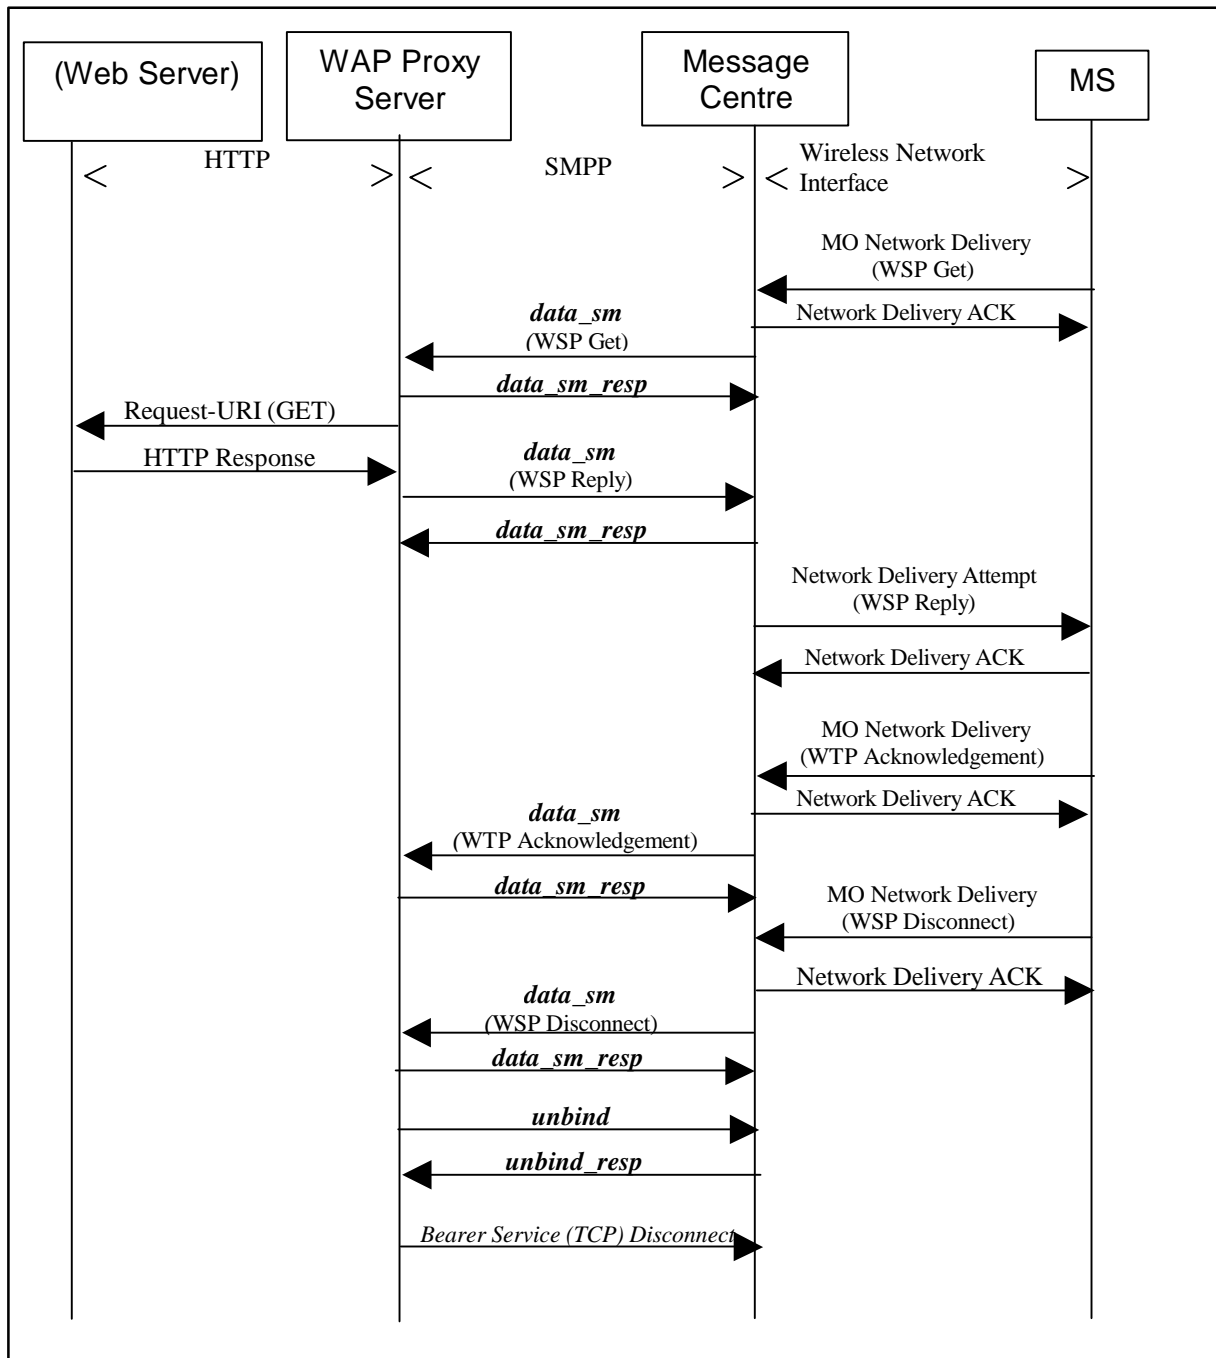 (Web Server)
WAP Proxy
Server
Message
Centre
MS
< HTTP >
< SMPP >
< Wireless Network
Interface >
MO Network Delivery
(WSP Get)
Network Delivery ACK
data_sm
(WSP Get)
data_sm_resp
Request-URI (GET)
HTTP Response
data_sm
(WSP Reply)
data_sm_resp
Network Delivery Attempt
(WSP Reply)
Network Delivery ACK
MO Network Delivery
(WTP Acknowledgement)
Network Delivery ACK
data_sm
(WTP Acknowledgement)
data_sm_resp
MO Network Delivery
(WSP Disconnect)
Network Delivery ACK
data_sm
(WSP Disconnect)
data_sm_resp
unbind
unbind_resp
Bearer Service (TCP) Disconnect